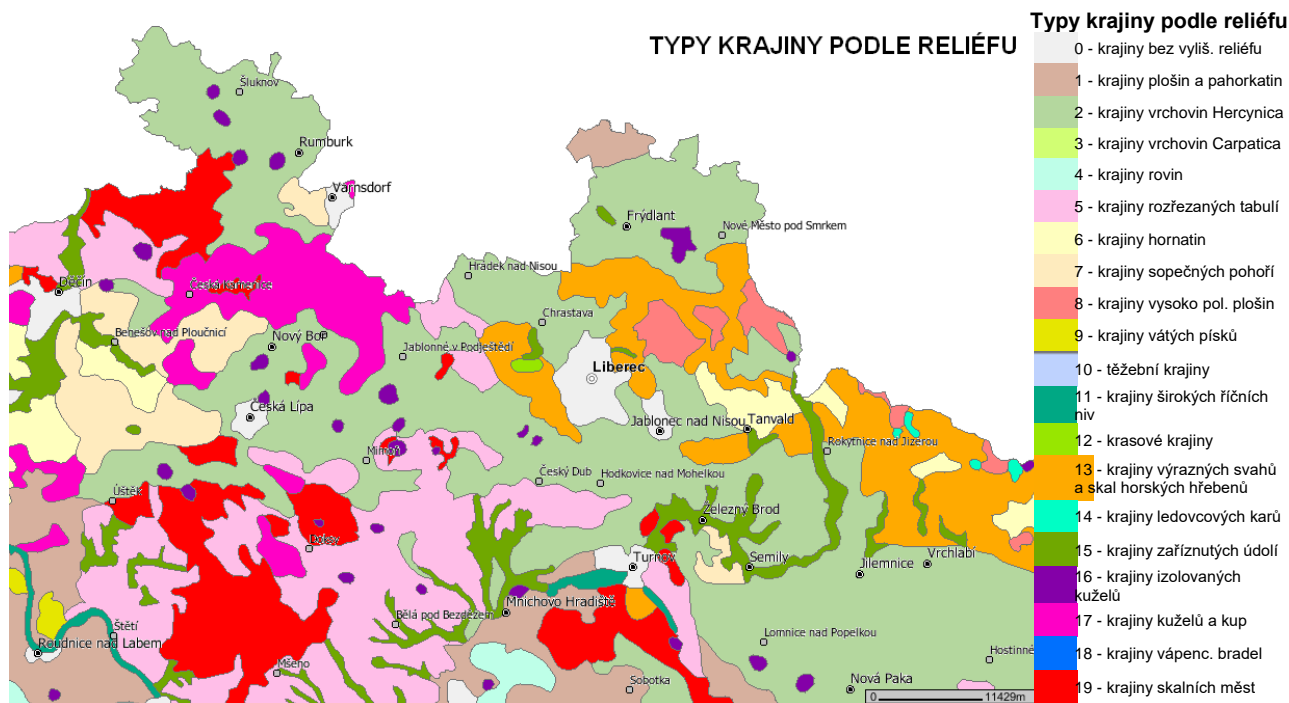 TYPY KRAJINY PODLE RELIÉFU
Šluknov
Rumburk
Varnsdorf
Frýdlant
Nové Město pod Smrkem
Hrádek nad Nisou
Děčín
Česká Kamenice
Chrastava
Benešov nad Ploučnicí
Nový Bor
Jablonné v Podještědí
Liberec
Česká Lípa
Jablonec nad Nisou
Tanvald
Rokytnice nad Jizerou
Mimoň
Český Dub
Hodkovice nad Mohelkou
Úštěk
Železný Brod
Doksy
Turnov
Semily
Jilemnice
Vrchlabí
Mnichovo Hradiště
Bělá pod Bezdězem
Štětí
Roudnice nad Labem
Lomnice nad Popelkou
Hostinné
Mšeno
Sobotka
Nová Paka
0
11429m
Typy krajiny podle reliéfu
0 - krajiny bez vyliš. reliéfu
1 - krajiny plošin a pahorkatin
2 - krajiny vrchovin Hercynica
3 - krajiny vrchovin Carpatica
4 - krajiny rovin
5 - krajiny rozřezaných tabulí
6 - krajiny hornatin
7 - krajiny sopečných pohoří
8 - krajiny vysoko pol. plošin
9 - krajiny vátých písků
10 - těžební krajiny
11 - krajiny širokých říčních
niv
12 - krasové krajiny
13 - krajiny výrazných svahů
a skal horských hřebenů
14 - krajiny ledovcových karů
15 - krajiny zaříznutých údolí
16 - krajiny izolovaných
kuželů
17 - krajiny kuželů a kup
18 - krajiny vápenc. bradel
19 - krajiny skalních měst